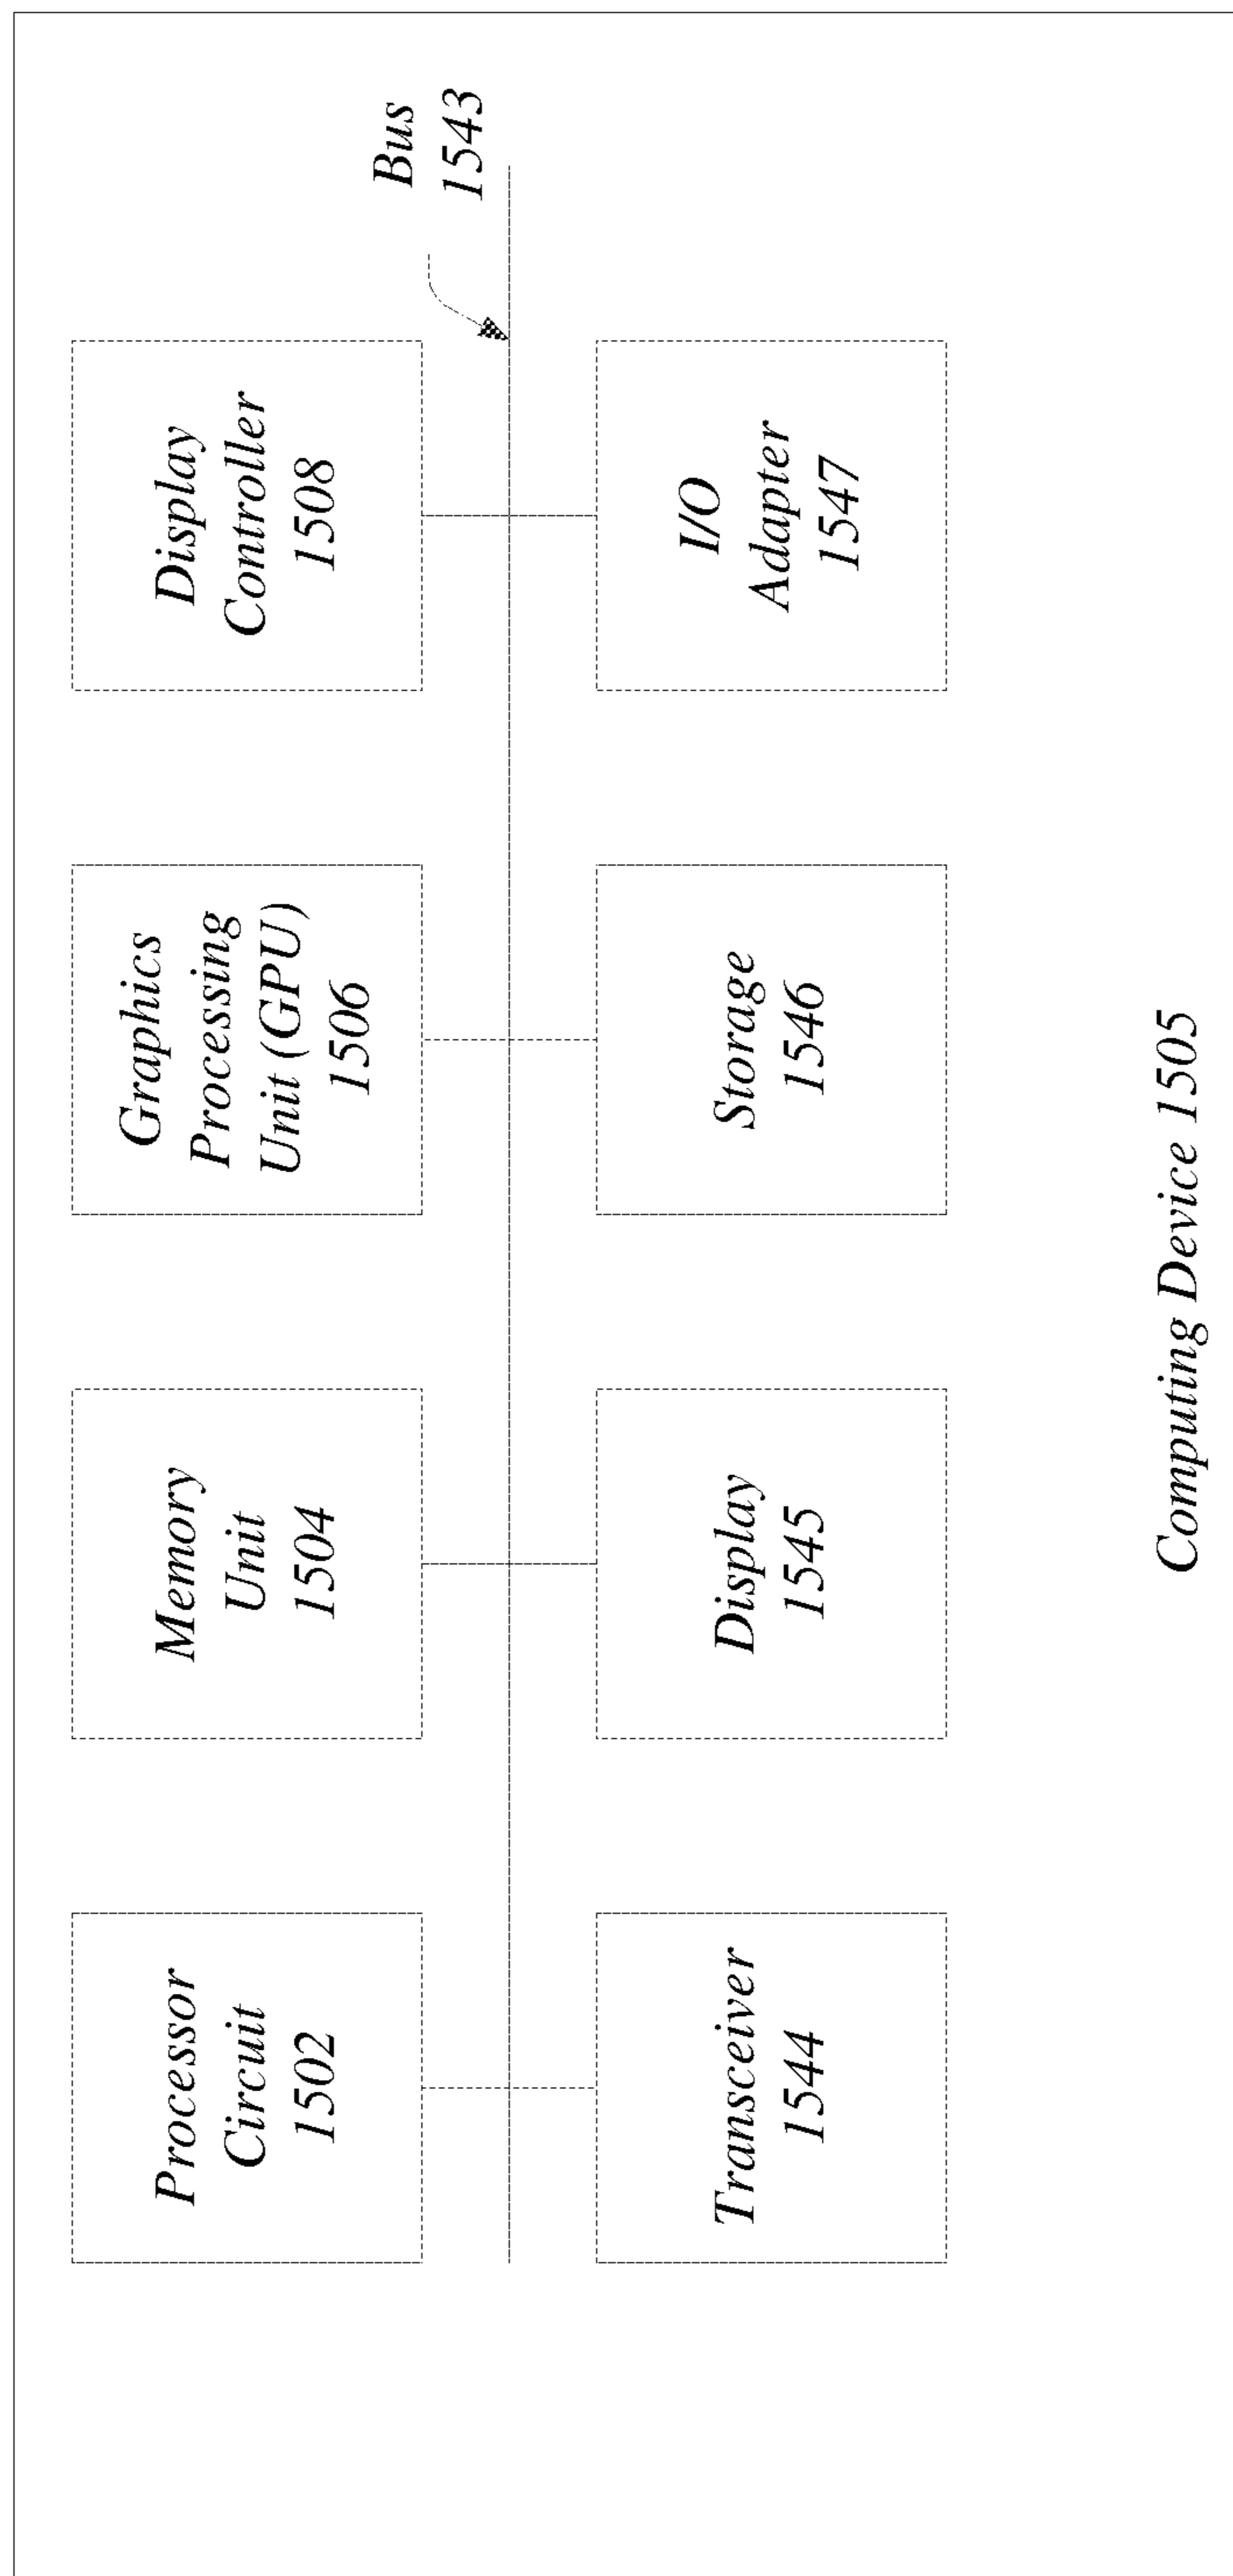 Processor
Circuit
1502
Memory
Unit
1504
Graphics
Processing
Unit (GPU)
1506
Display
Controller
1508
Bus
1543
Transceiver
1544
Display
1545
Storage
1546
I/O
Adapter
1547
Computing Device 1505